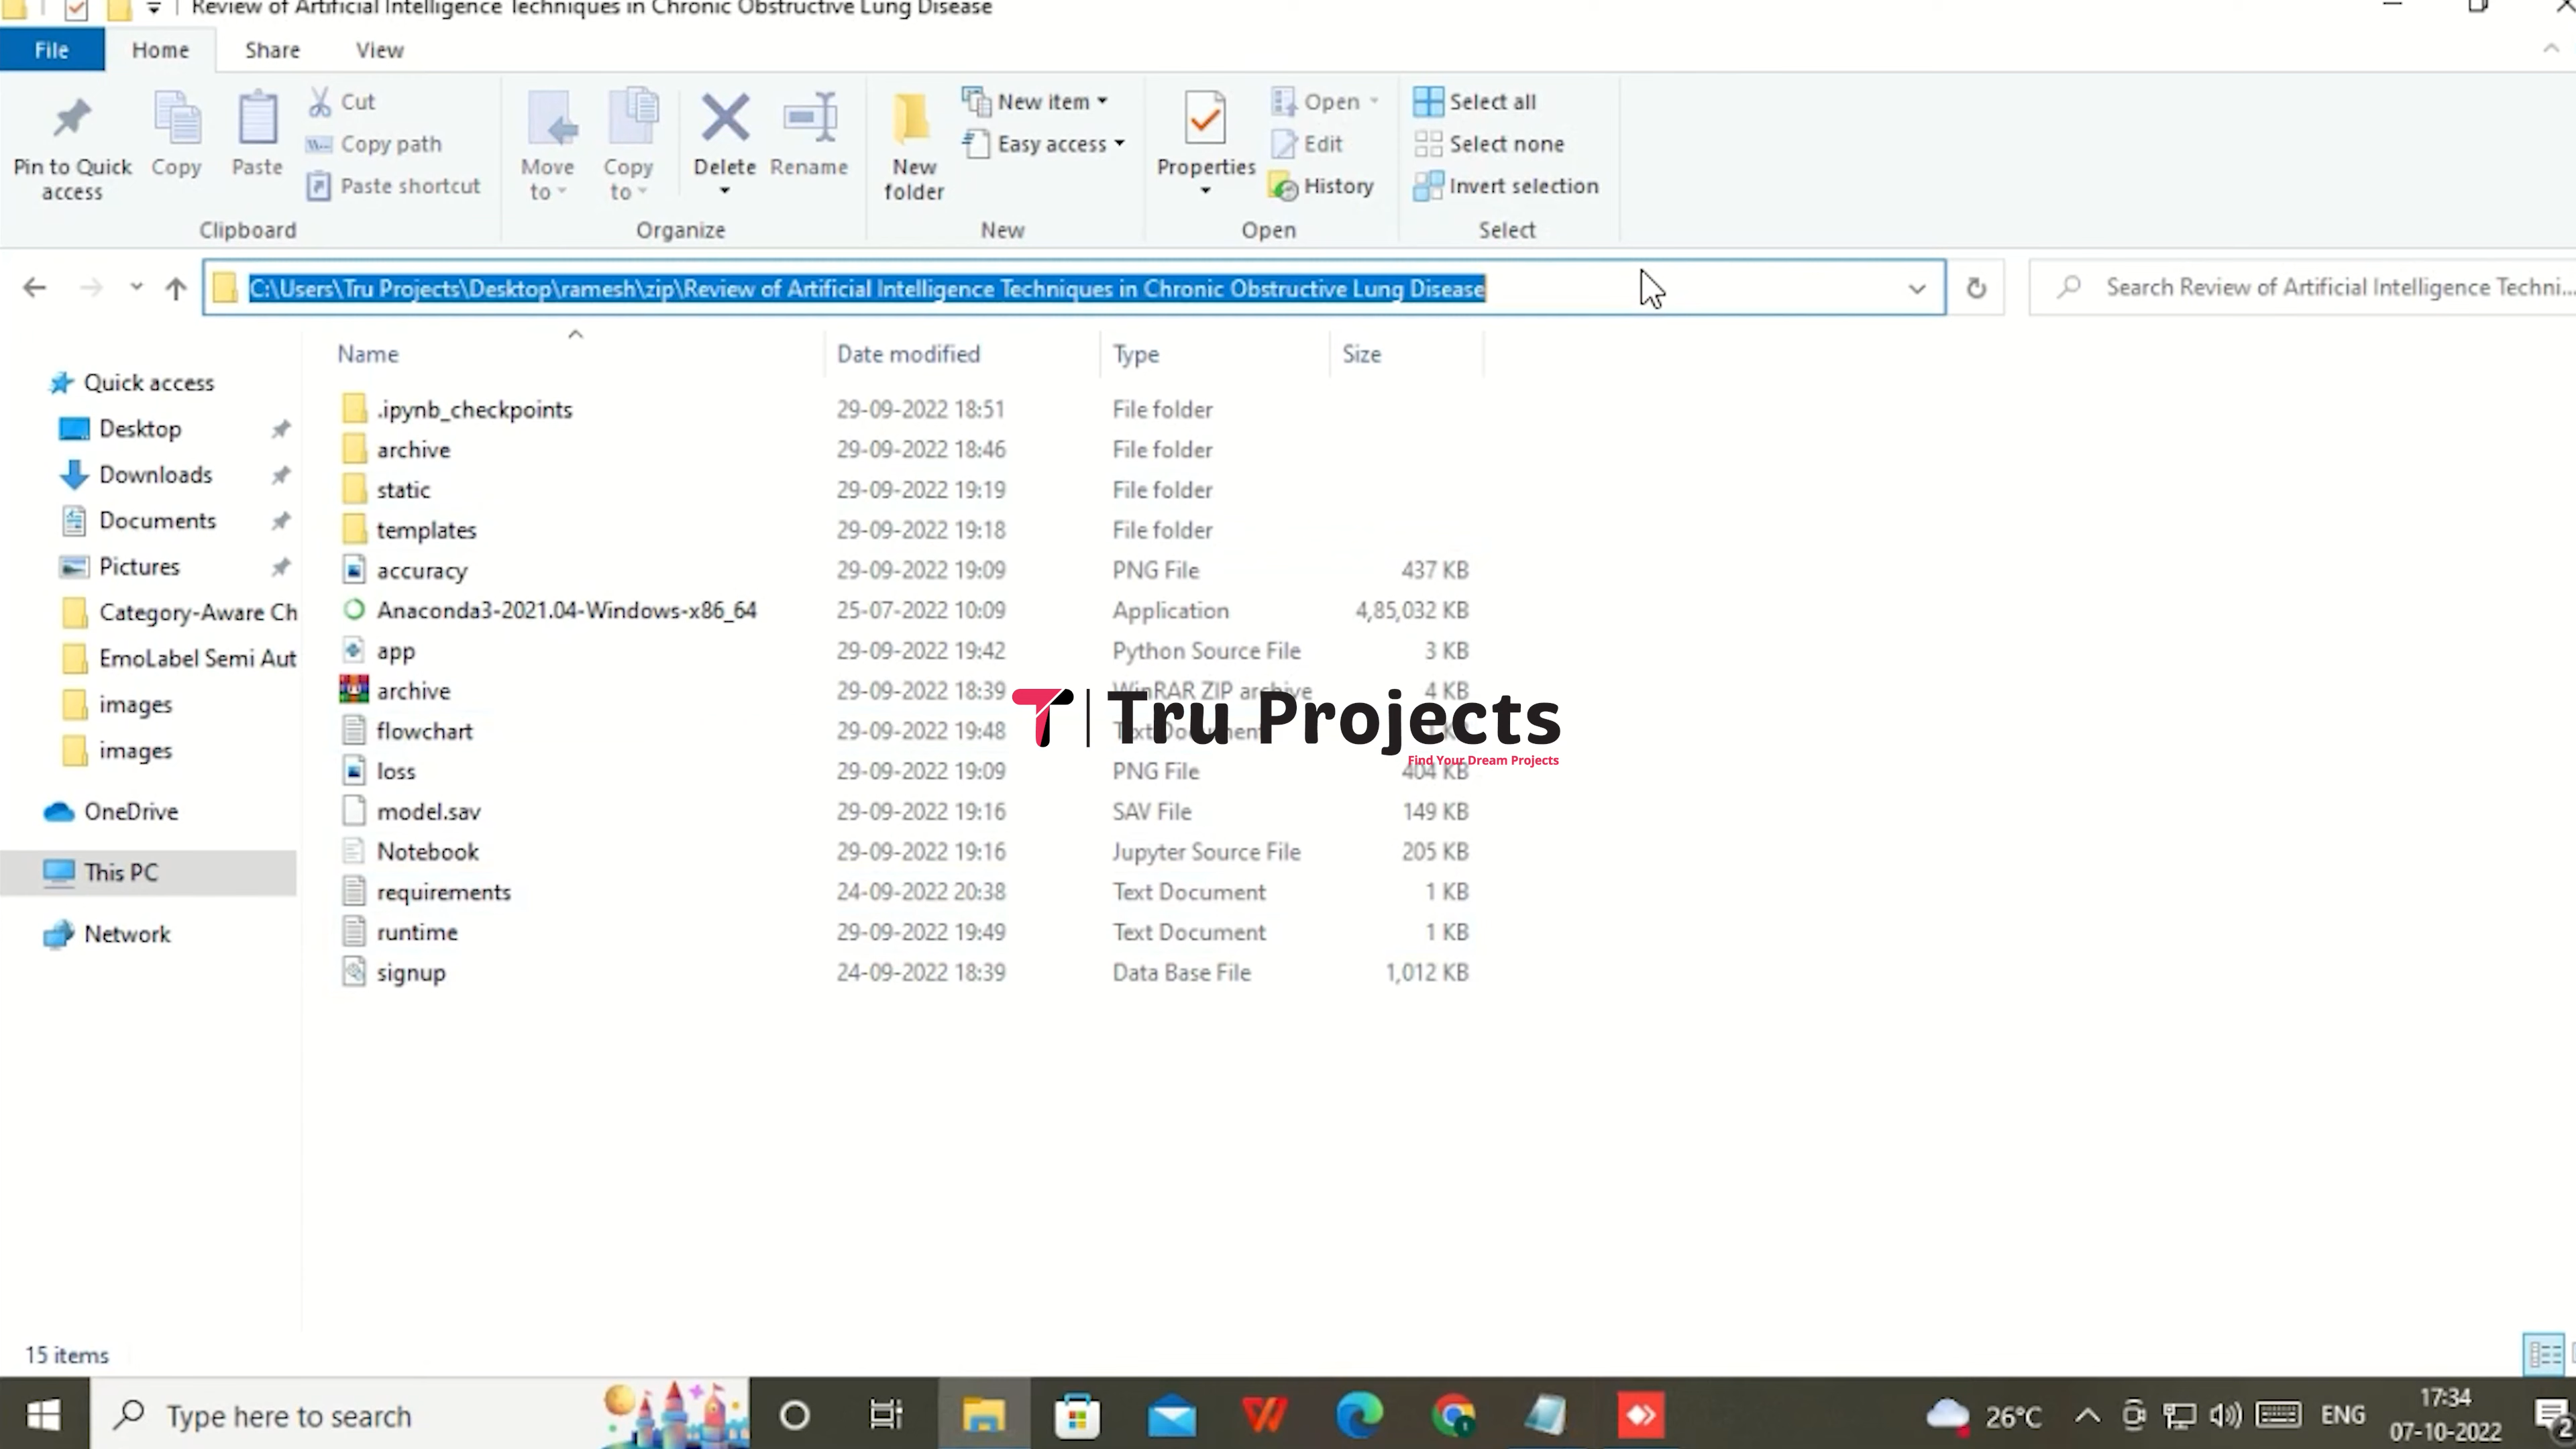 Review of Artificial Intelligence Techniques in Chronic Obstructive Lung Disease
File Home Share View
Pin to Quick access
Copy
Paste
Cut
Copy path
Paste shortcut
Clipboard
Move to
Copy to
Delete
Rename
Organize
New folder
New item
Easy access
New
Properties
Open
Edit
History
Open
Select all
Select none
Invert selection
Select
C:\Users\Tru Projects\Desktop\ramesh\zip\Review of Artificial Intelligence Techniques in Chronic Obstructive Lung Disease
Search Review of Artificial Intelligence Techni...
Quick access
Desktop
Downloads
Documents
Pictures
Category-Aware Ch
EmoLabel Semi Aut
images
images
OneDrive
This PC
Network
Name Date modified Type Size
.ipynb_checkpoints 29-09-2022 18:51 File folder
archive 29-09-2022 18:46 File folder
static 29-09-2022 19:19 File folder
templates 29-09-2022 19:18 File folder
accuracy 29-09-2022 19:09 PNG File 437 KB
Anaconda3-2021.04-Windows-x86_64 25-07-2022 10:09 Application 4,85,032 KB
app 29-09-2022 19:42 Python Source File 3 KB
archive 29-09-2022 18:39 WinRAR ZIP archive 4 KB
flowchart 29-09-2022 19:48 Text Document
loss 29-09-2022 19:09 PNG File 404 KB
model.sav 29-09-2022 19:16 SAV File 149 KB
Notebook 29-09-2022 19:16 Jupyter Source File 205 KB
requirements 24-09-2022 20:38 Text Document 1 KB
runtime 29-09-2022 19:49 Text Document 1 KB
signup 24-09-2022 18:39 Data Base File 1,012 KB
Tru Projects
Find Your Dream Projects
15 items
Type here to search
26°C
ENG
17:34
07-10-2022
2